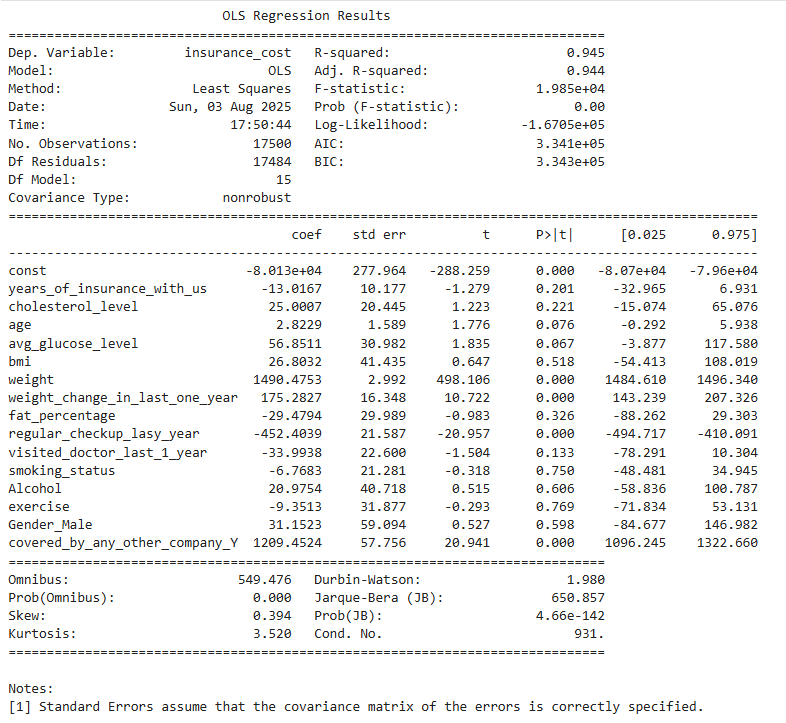 OLS Regression Results
==============================================================================
Dep. Variable: insurance_cost R-squared: 0.945
Model: OLS Adj. R-squared: 0.944
Method: Least Squares F-statistic: 1.985e+04
Date: Sun, 03 Aug 2025 Prob (F-statistic): 0.00
Time: 17:50:44 Log-Likelihood: -1.6705e+05
No. Observations: 17500 AIC: 3.341e+05
Df Residuals: 17484 BIC: 3.343e+05
Df Model: 15
Covariance Type: nonrobust
==================================================================================================
coef std err t P>|t| [0.025 0.975]
--------------------------------------------------------------------------------------------------
const -8.013e+04 277.964 -288.259 0.000 -8.07e+04 -7.96e+04
years_of_insurance_with_us -13.0167 10.177 -1.279 0.201 -32.965 6.931
cholesterol_level 25.0007 20.445 1.223 0.221 -15.074 65.076
age 2.8229 1.589 1.776 0.076 -0.292 5.938
avg_glucose_level 56.8511 30.982 1.835 0.067 -3.877 117.580
bmi 26.8032 41.435 0.647 0.518 -54.413 108.019
weight 1490.4753 2.992 498.106 0.000 1484.610 1496.340
weight_change_in_last_one_year 175.2827 16.348 10.722 0.000 143.239 207.326
fat_percentage -29.4794 29.989 -0.983 0.326 -88.262 29.303
regular_checkup_lasy_year -452.4039 21.587 -20.957 0.000 -494.717 -410.091
visited_doctor_last_1_year -33.9938 22.600 -1.504 0.133 -78.291 10.304
smoking_status -6.7683 21.281 -0.318 0.750 -48.481 34.945
Alcohol 20.9754 40.718 0.515 0.606 -58.836 100.787
exercise -9.3513 31.877 -0.293 0.769 -71.834 53.131
Gender_Male 31.1523 59.094 0.527 0.598 -84.677 146.982
covered_by_any_other_company_Y 1209.4524 57.756 20.941 0.000 1096.245 1322.660
==============================================================================
Omnibus: 549.476 Durbin-Watson: 1.980
Prob(Omnibus): 0.000 Jarque-Bera (JB): 650.857
Skew: 0.394 Prob(JB): 4.66e-142
Kurtosis: 3.520 Cond. No. 931.
==============================================================================
Notes:
[1] Standard Errors assume that the covariance matrix of the errors is correctly specified.